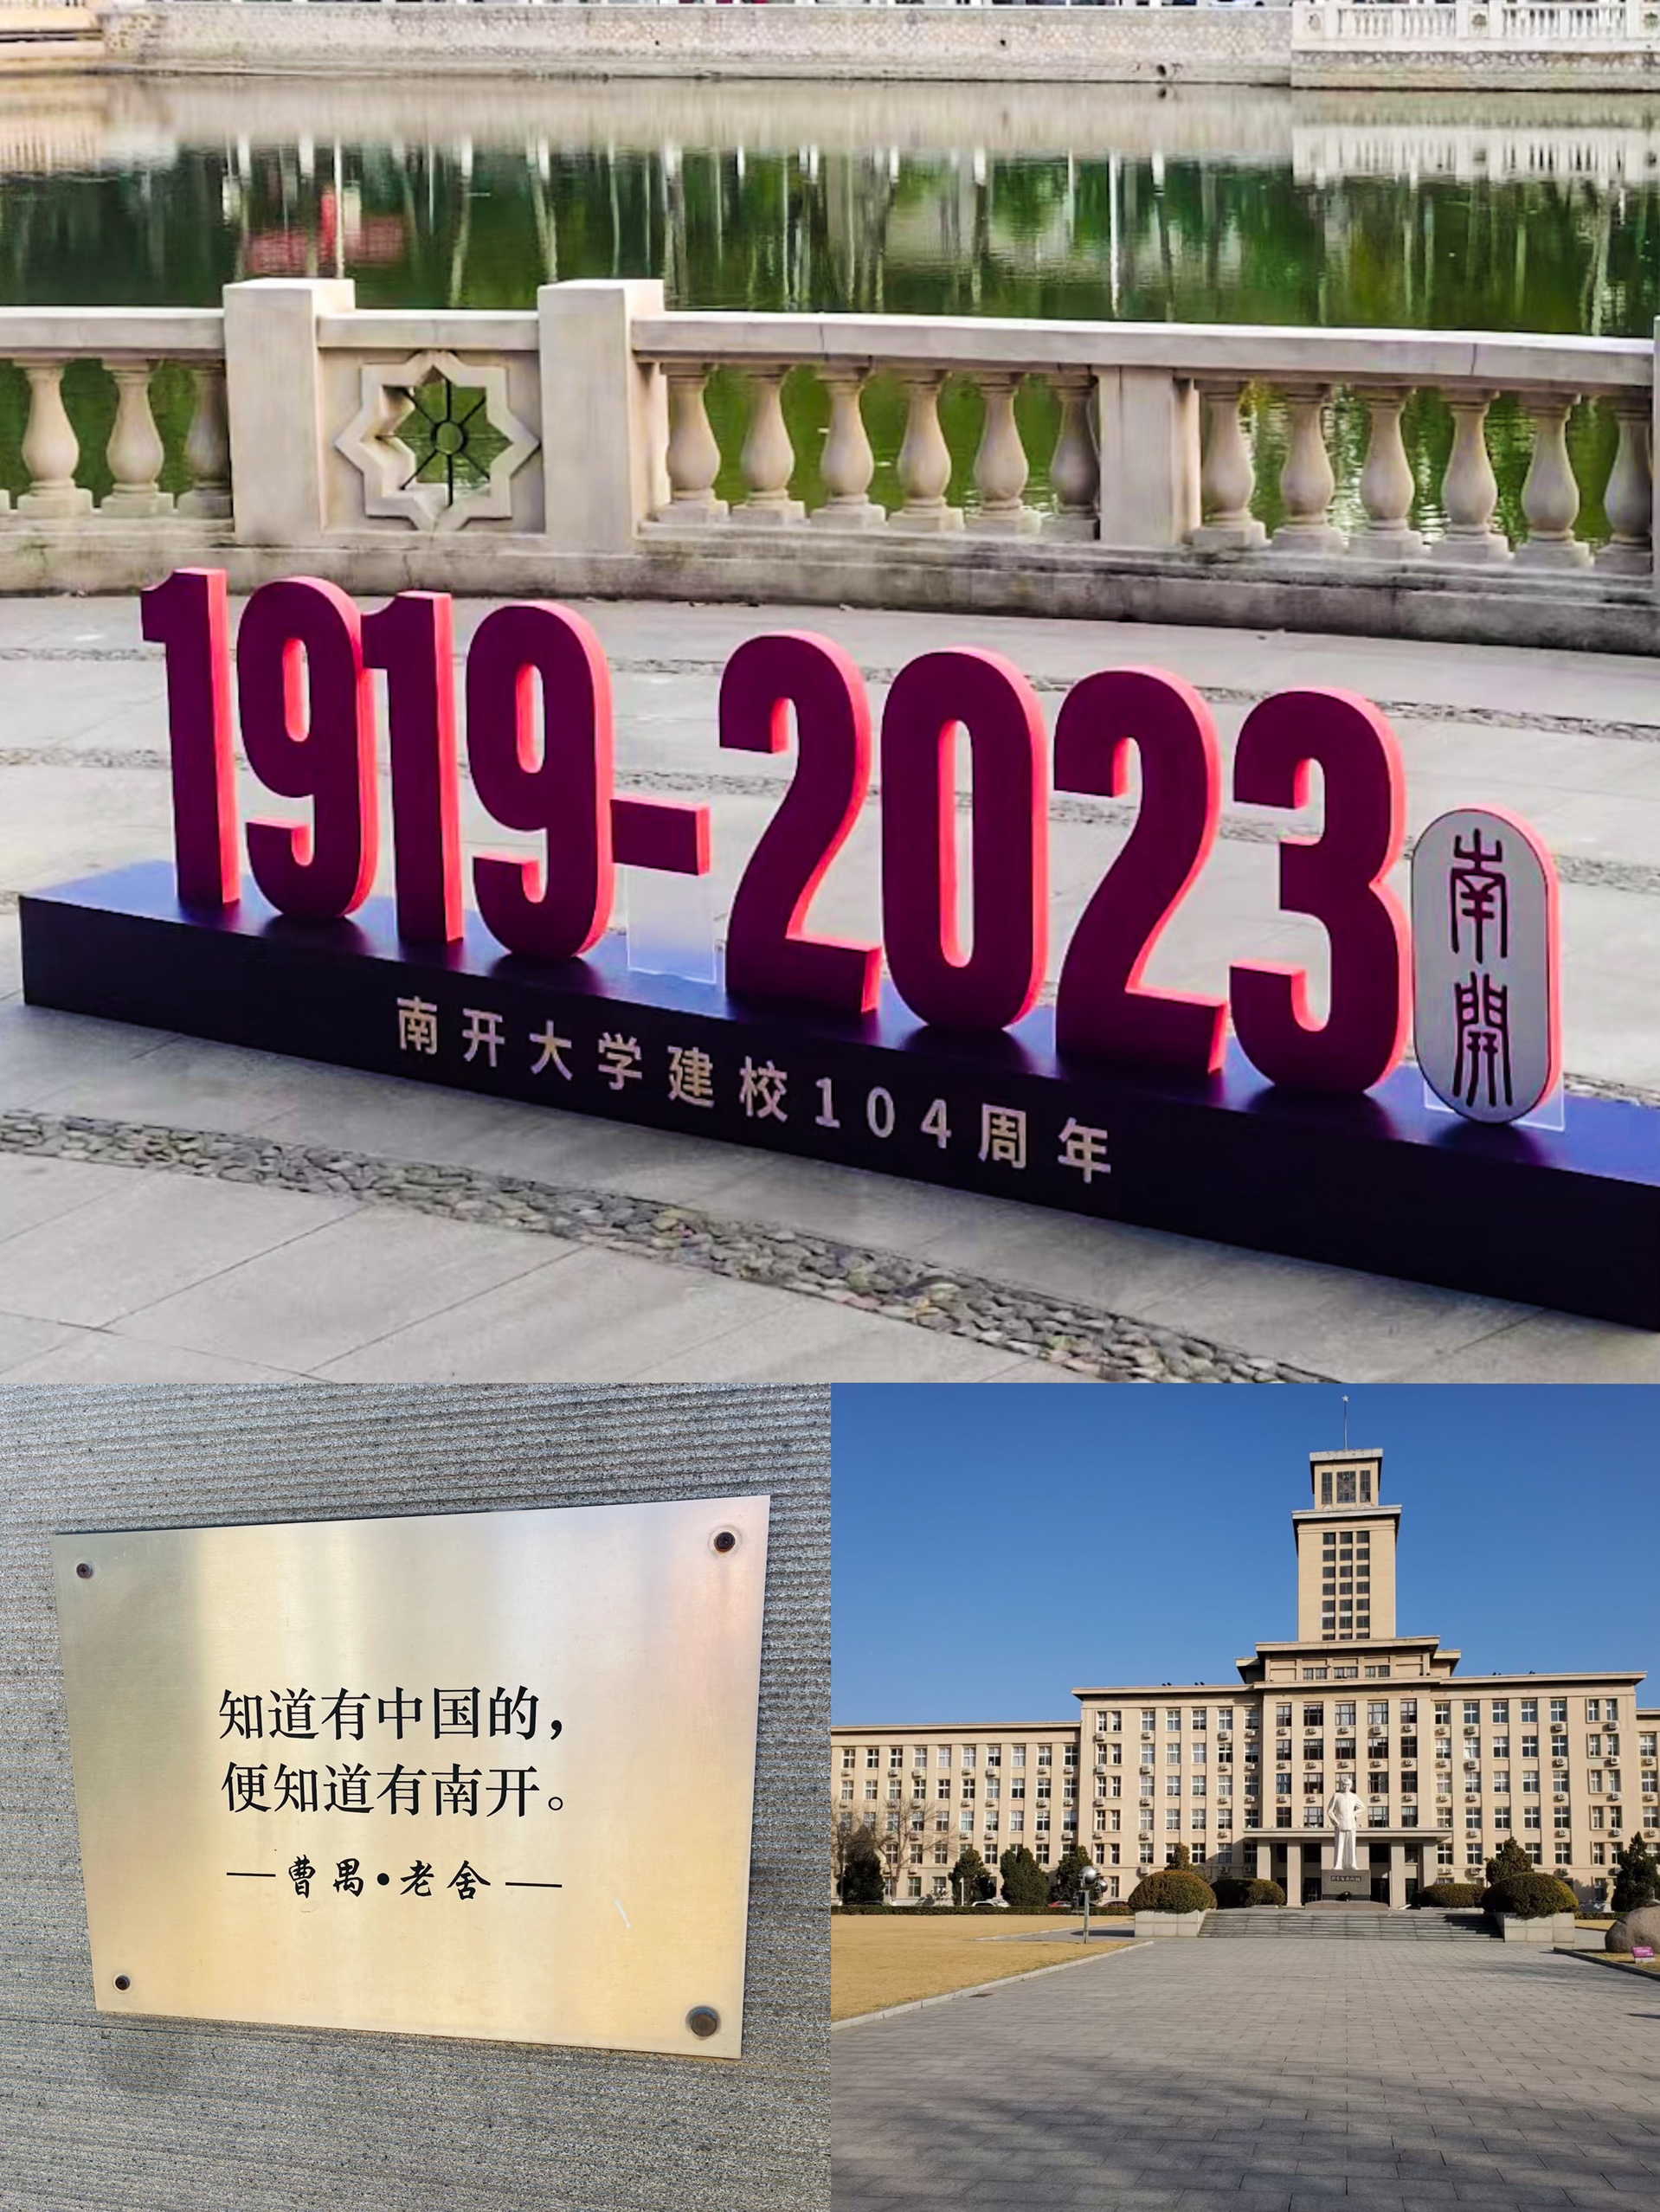 1919-2023
南開
南开大学建校104周年
知道有中国的，
便知道有南开。
—曹禺·老舍—